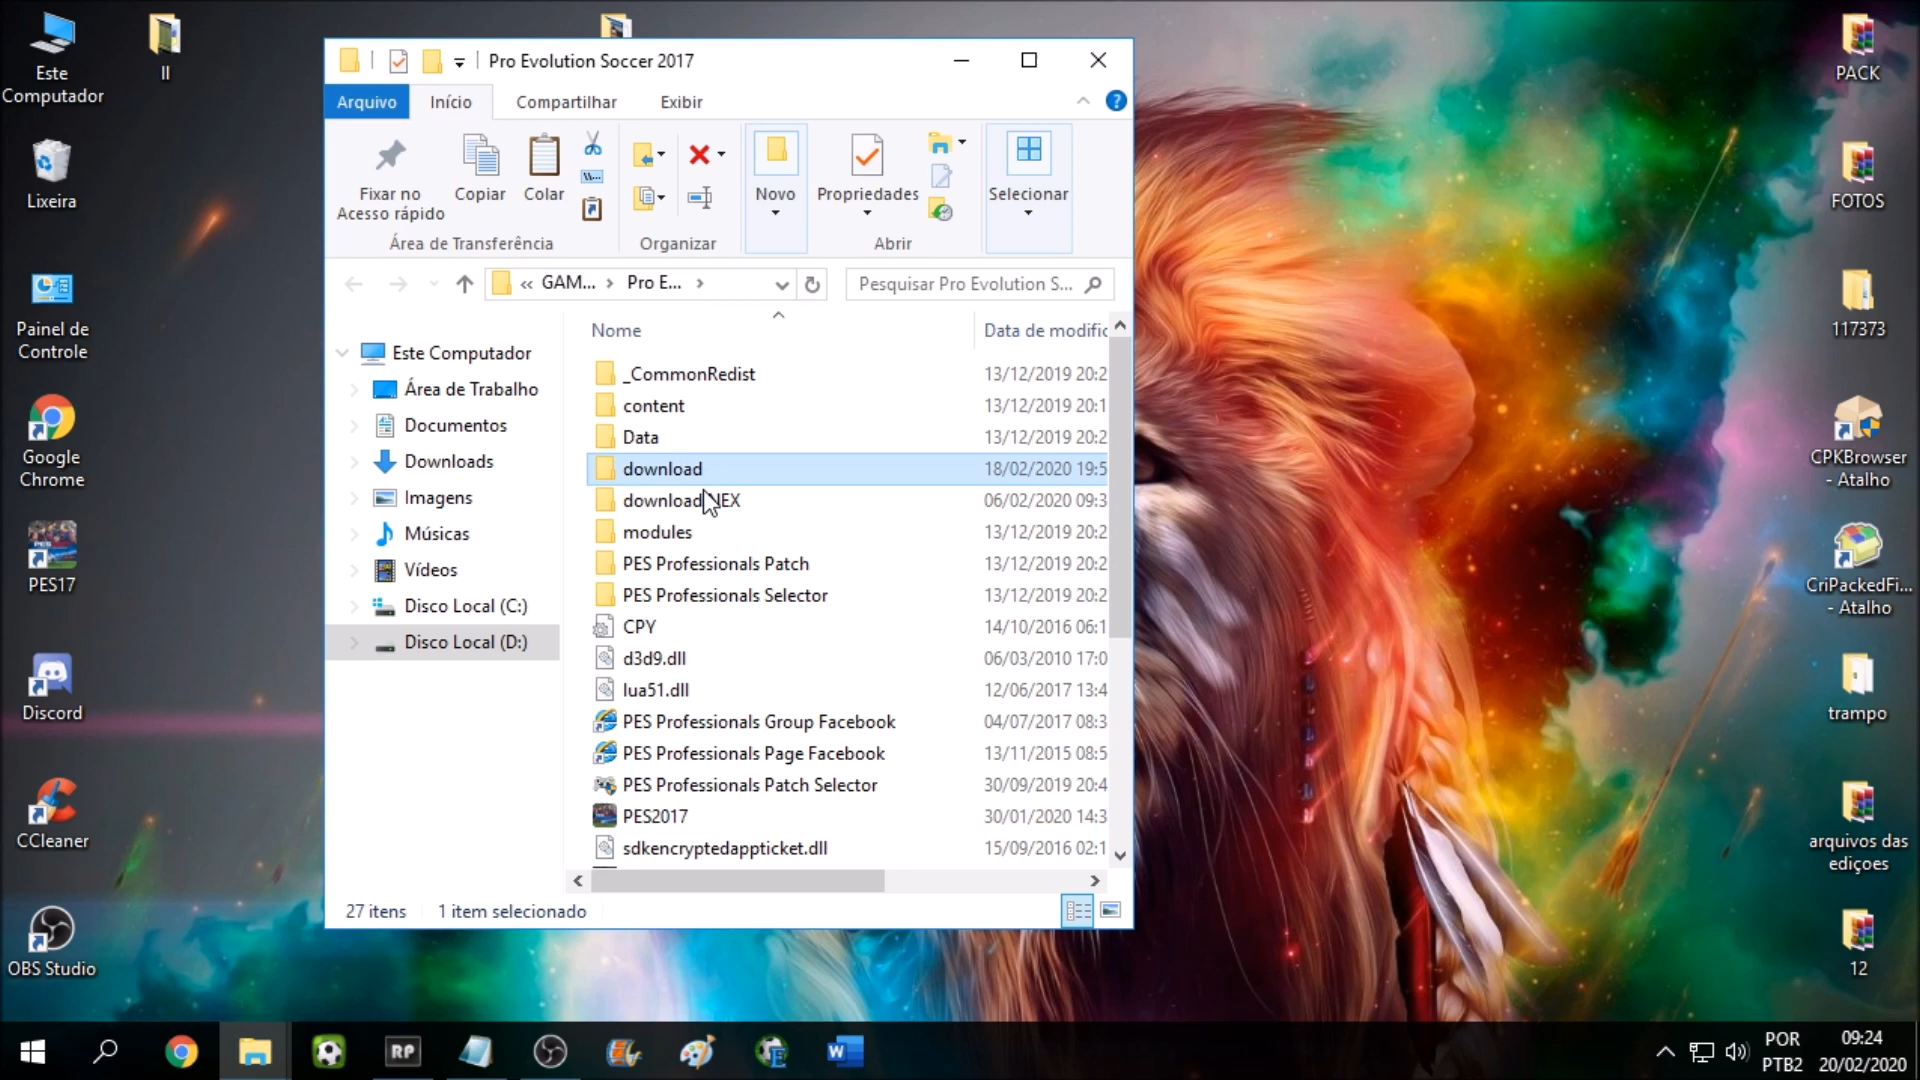 Este
Computador
II
Lixeira
Painel de
Controle
Google
Chrome
PES17
Discord
CCleaner
OBS Studio
Pro Evolution Soccer 2017
Arquivo
Início
Compartilhar
Exibir
Fixar no
Acesso rápido
Copiar
Colar
Área de Transferência
Organizar
Novo
Propriedades
Abrir
Selecionar
« GAM... › Pro E... ›
Pesquisar Pro Evolution S...
Este Computador
Área de Trabalho
Documentos
Downloads
Imagens
Músicas
Vídeos
Disco Local (C:)
Disco Local (D:)
Nome Data de modific
_CommonRedist 13/12/2019 20:2
content 13/12/2019 20:1
Data 13/12/2019 20:2
download 18/02/2020 19:5
download 06/02/2020 09:3
modules 13/12/2019 20:2
PES Professionals Patch 13/12/2019 20:2
PES Professionals Selector 13/12/2019 20:2
CPY 14/10/2016 06:1
d3d9.dll 06/03/2010 17:0
lua51.dll 12/06/2017 13:4
PES Professionals Group Facebook 04/07/2017 08:3
PES Professionals Page Facebook 13/11/2015 08:5
PES Professionals Patch Selector 30/09/2019 20:4
PES2017 30/01/2020 14:3
sdkencryptedappticket.dll 15/09/2016 02:1
27 itens 1 item selecionado
PACK
FOTOS
117373
CPKBrowser
- Atalho
CriPackedFi...
- Atalho
trampo
arquivos das
ediçoes
12
RP
W
POR
PTB2
09:24
20/02/2020